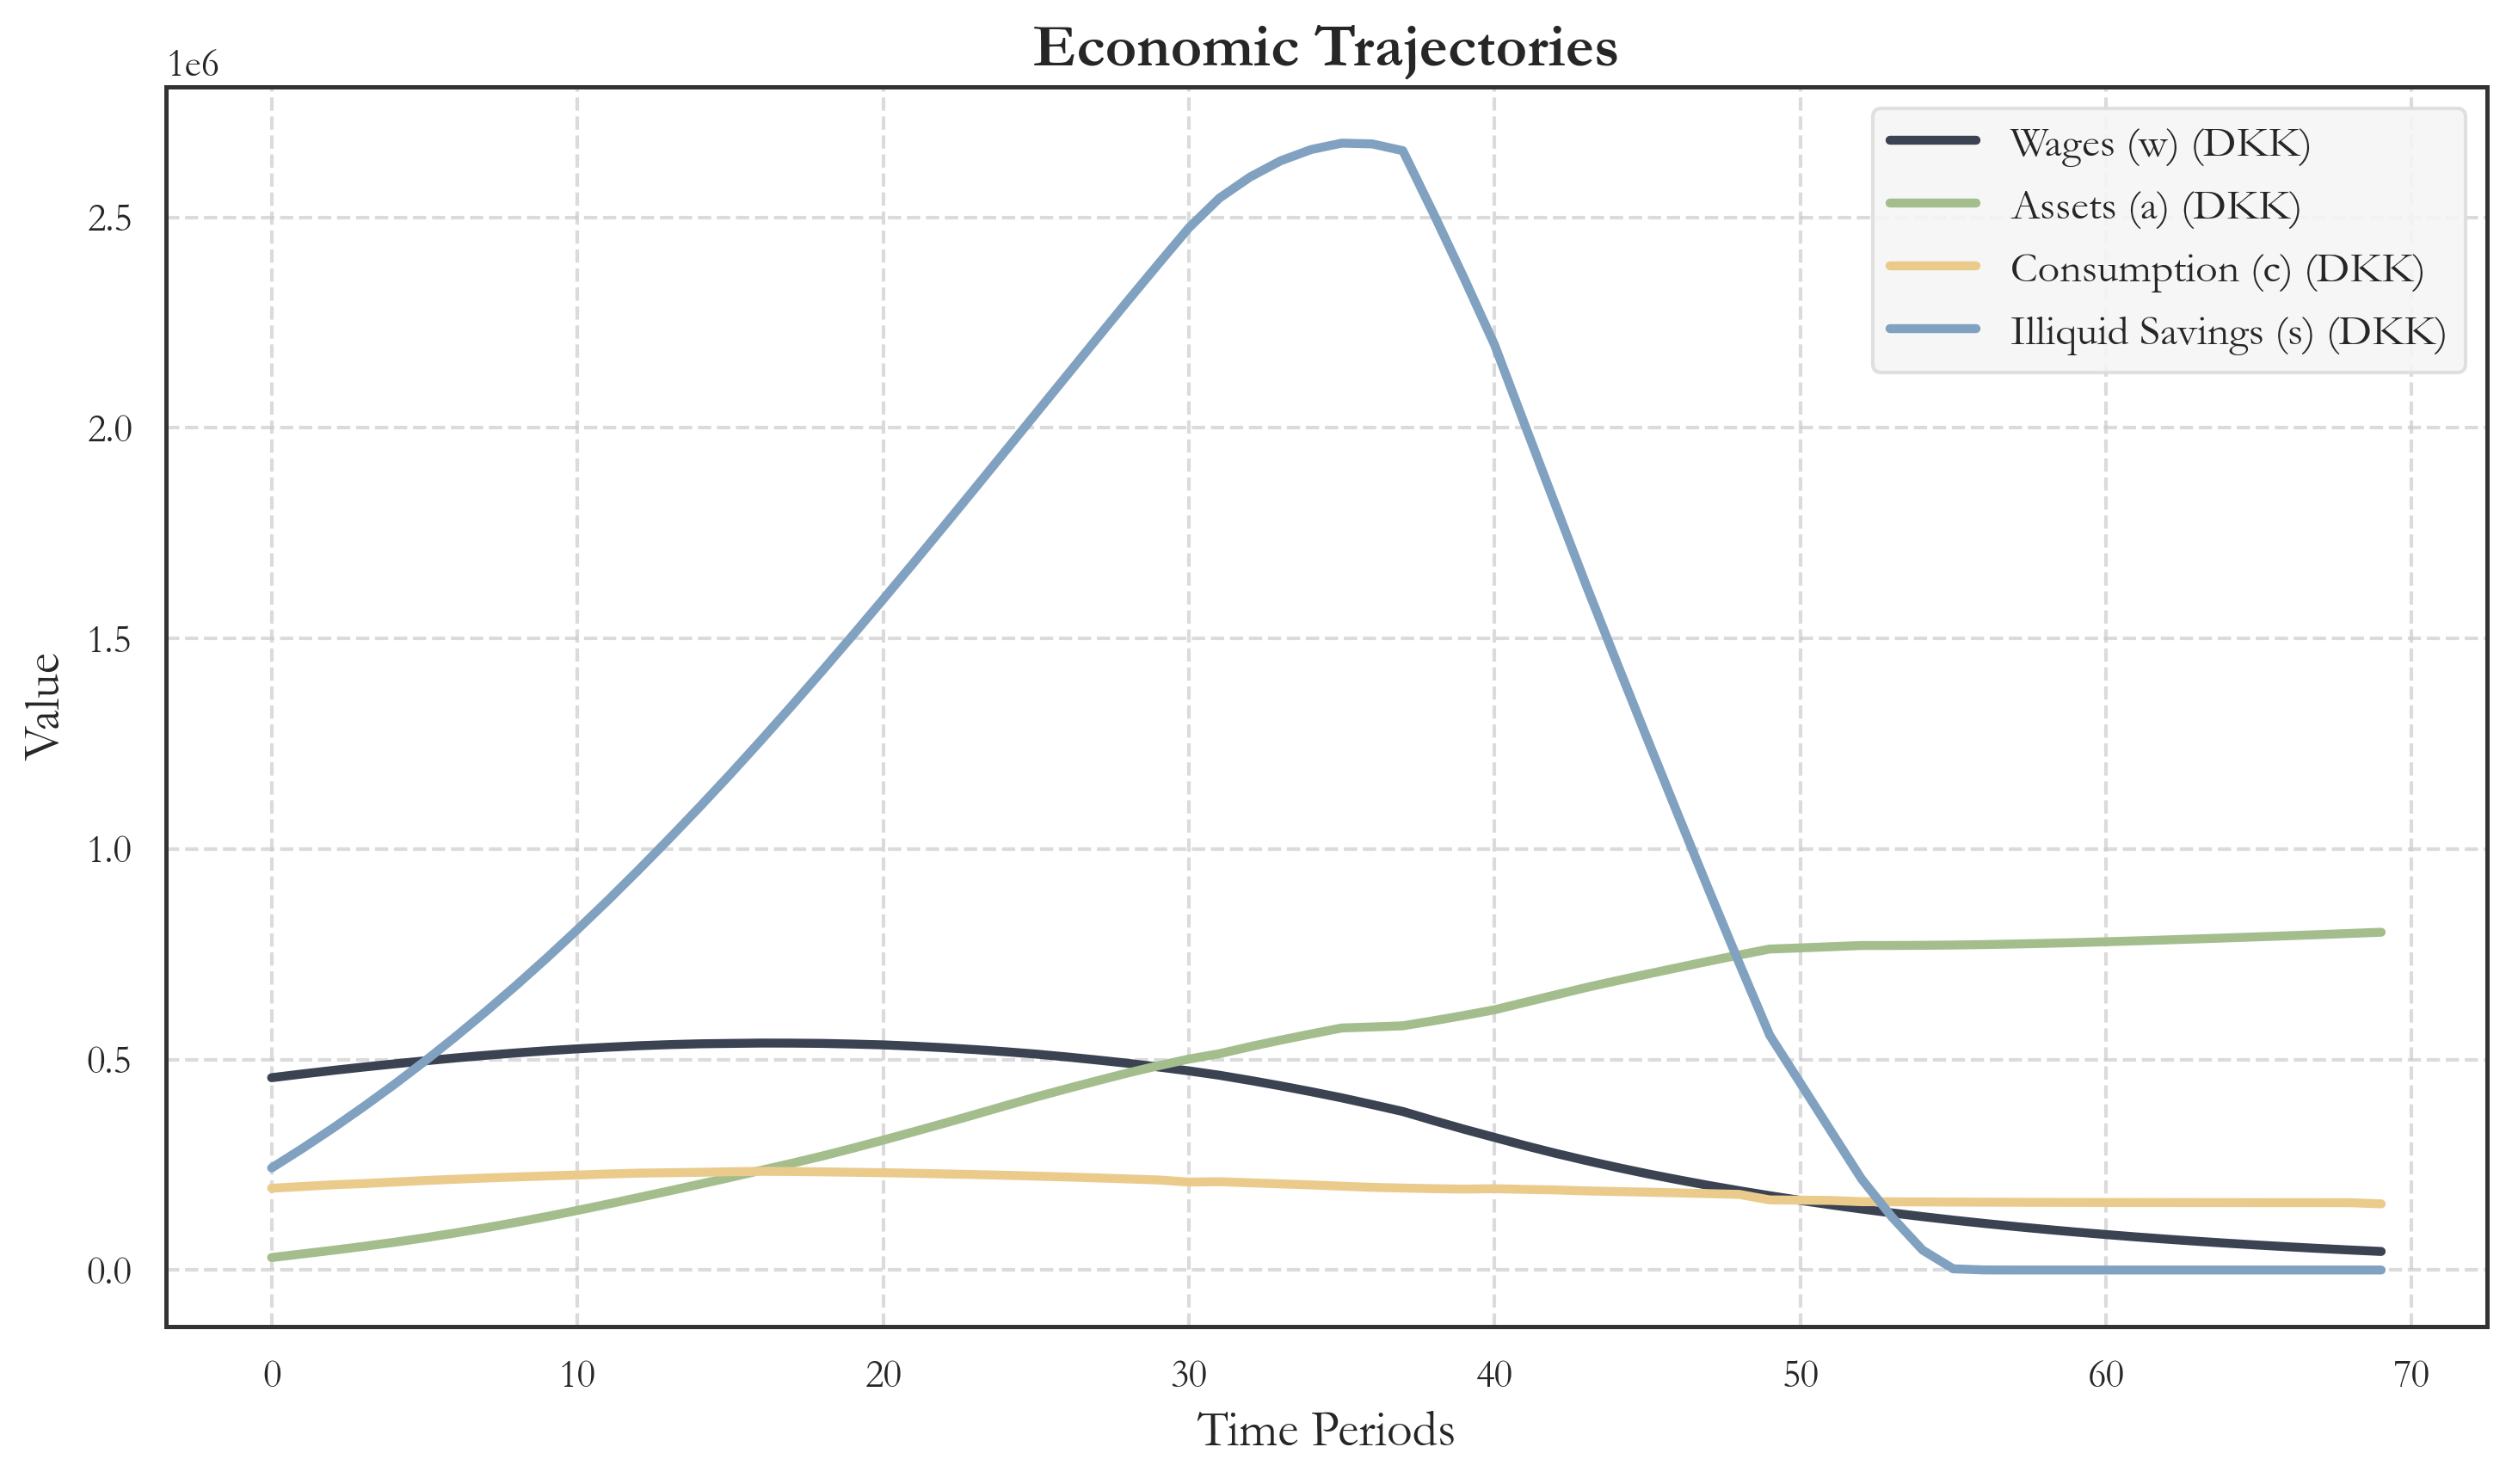 Economic Trajectories
1e6
Wages (w) (DKK)
Assets (a) (DKK)
Consumption (c) (DKK)
Illiquid Savings (s) (DKK)
2.5
2.0
1.5
1.0
0.5
0.0
Value
0 10 20 30 40 50 60 70
Time Periods